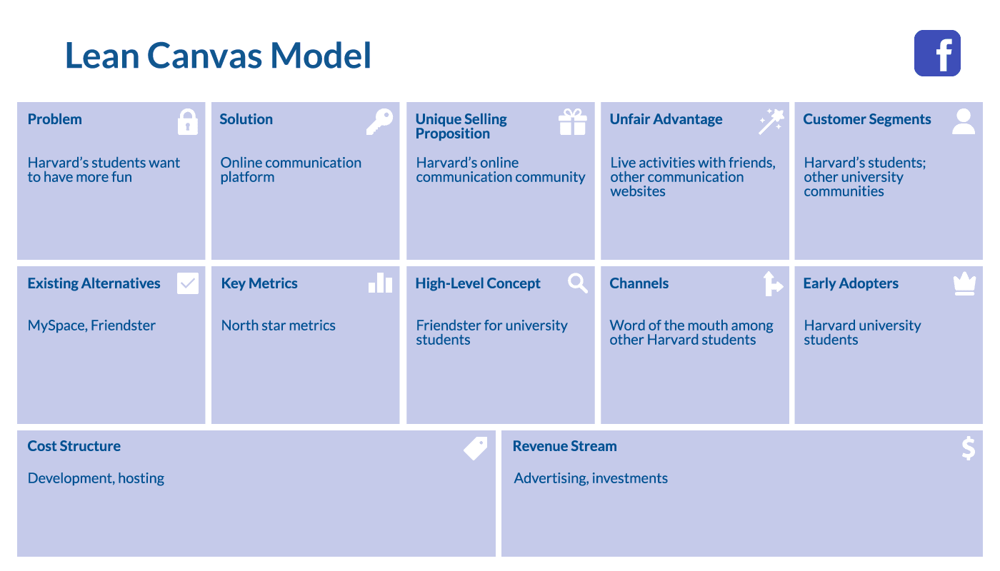 Lean Canvas Model
f
Problem
Harvard’s students want
to have more fun
Solution
Online communication
platform
Unique Selling
Proposition
Harvard’s online
communication community
Unfair Advantage
Live activities with friends,
other communication
websites
Customer Segments
Harvard’s students;
other university
communities
Existing Alternatives
MySpace, Friendster
Key Metrics
North star metrics
High-Level Concept
Friendster for university
students
Channels
Word of the mouth among
other Harvard students
Early Adopters
Harvard university
students
Cost Structure
Development, hosting
Revenue Stream
$
Advertising, investments